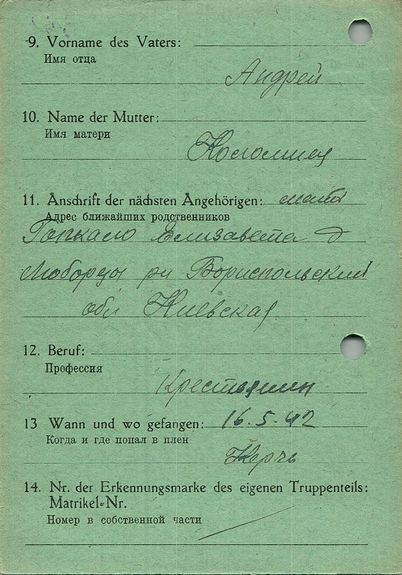 9. Vorname des Vaters:
Имя отца
Андрей
10. Name der Mutter:
Имя матери
Коломиец
11. Anschrift der nächsten Angehörigen: мать
Адрес ближайших родственников
Елизавета д
рн Бориспольский
обл Киевская
12. Beruf:
Профессия
Крестьянин
13 Wann und wo gefangen: 16.5.42
Когда и где попал в плен
Керчь
14. Nr. der Erkennungsmarke des eigenen Truppenteils:
Matrikel-Nr.
Номер в собственной части